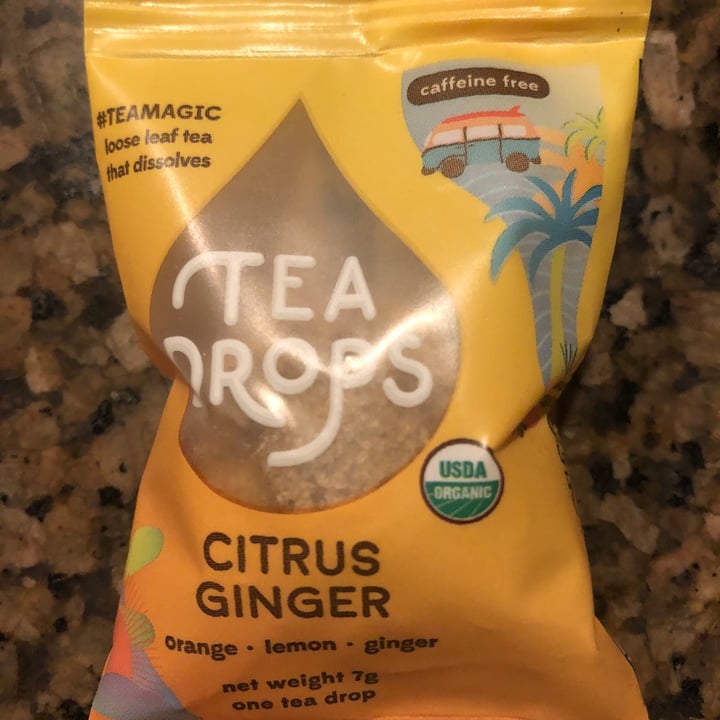 caffeine free
#TEAMAGIC
loose leaf tea
that dissolves
TEA
DROPS
USDA
ORGANIC
CITRUS
GINGER
orange · lemon · ginger
net weight 7g
one tea drop